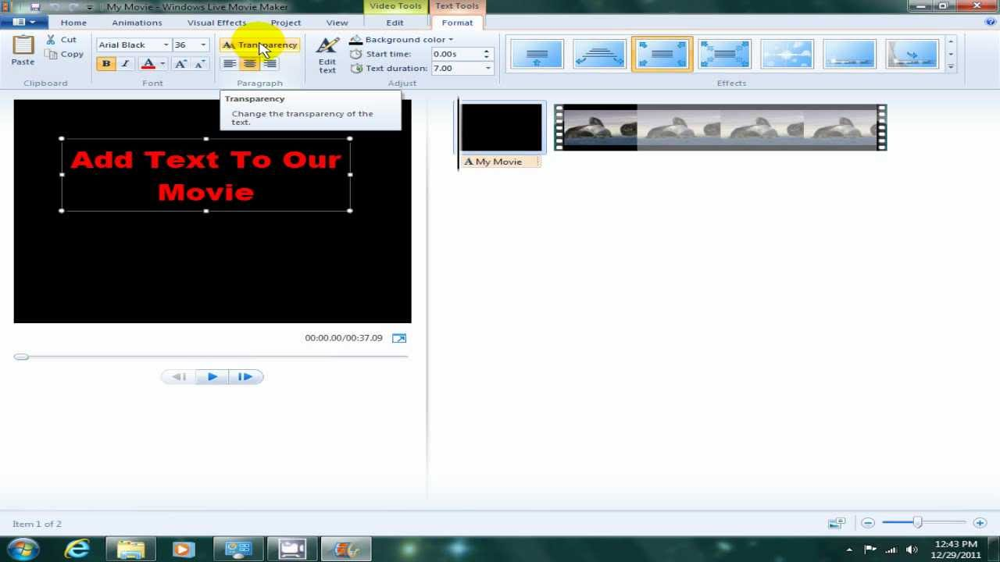 My Movie - Windows Live Movie Maker
Video Tools
Text Tools
Home
Animations
Visual Effects
Project
View
Edit
Format
Paste
Cut
Copy
Clipboard
Arial Black
36
B
I
A
A
A
Font
Transparency
Paragraph
Edit
text
Background color
Start time:
0.00s
Text duration:
7.00
Adjust
Effects
Transparency
Change the transparency of the
text.
Add Text To Our
Movie
A My Movie
00:00.00/00:37.09
Item 1 of 2
12:43 PM
12/29/2011